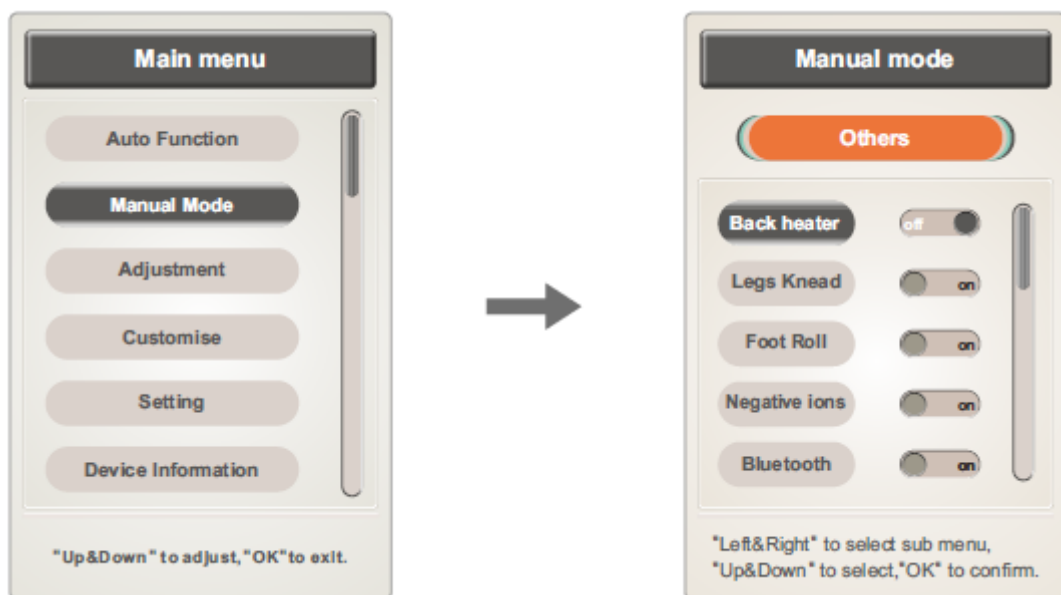 Main menu
Auto Function
Manual Mode
Adjustment
Customise
Setting
Device Information
"Up&Down" to adjust,"OK"to exit.
Manual mode
Others
Back heater off
Legs Knead on
Foot Roll on
Negative ions on
Bluetooth on
"Left&Right" to select sub menu,
"Up&Down" to select,"OK" to confirm.